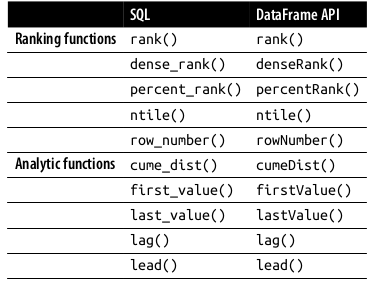 SQL DataFrame API
Ranking functions rank() rank()
dense_rank() denseRank()
percent_rank() percentRank()
ntile() ntile()
row_number() rowNumber()
Analytic functions cume_dist() cumeDist()
first_value() firstValue()
last_value() lastValue()
lag() lag()
lead() lead()